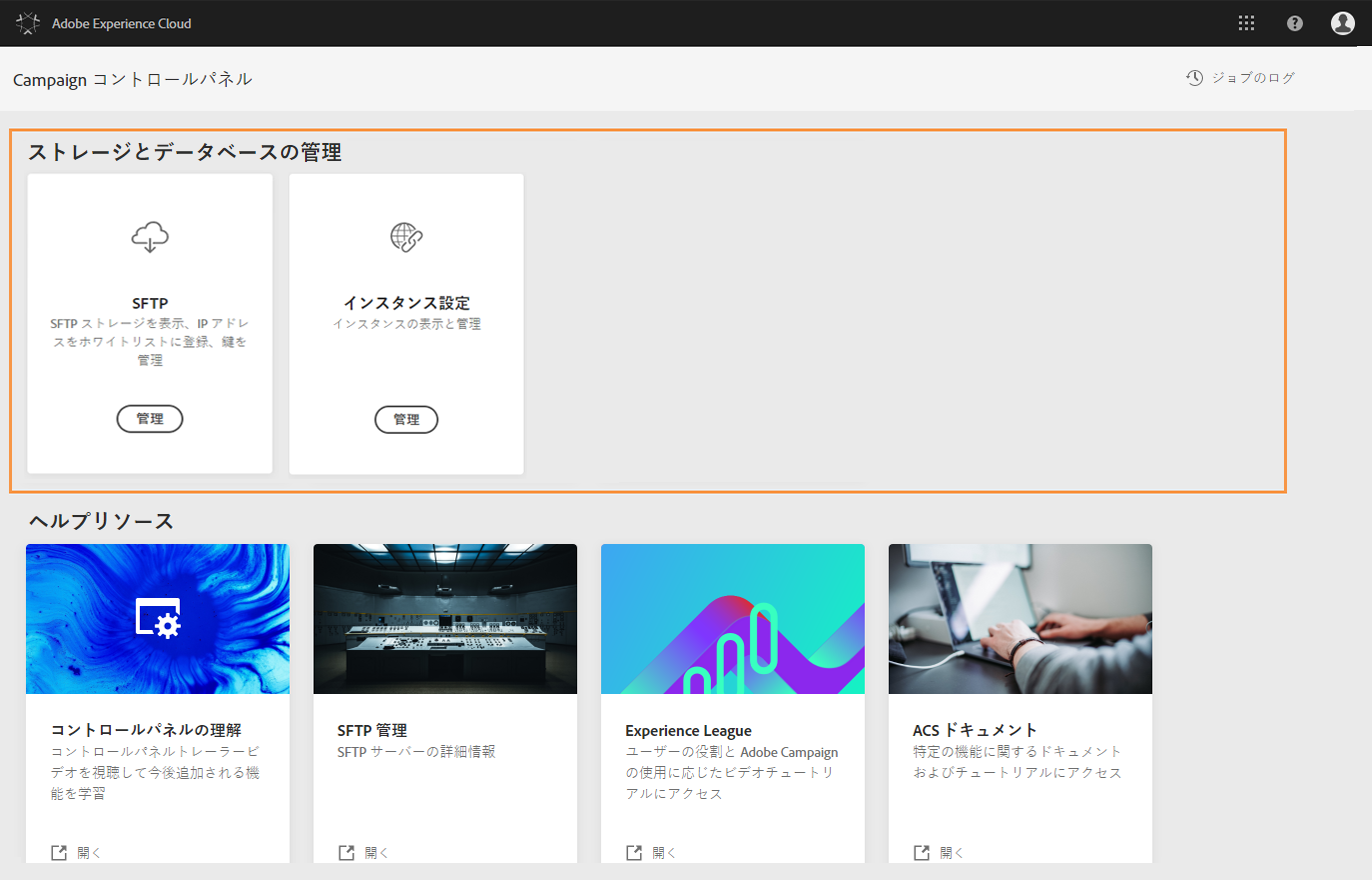 Adobe Experience Cloud
Campaign コントロールパネル
ジョブのログ
ストレージとデータベースの管理
SFTP
SFTP ストレージを表示、IP アドレ
スをホワイトリストに登録、鍵を
管理
管理
インスタンス設定
インスタンスの表示と管理
管理
ヘルプリソース
コントロールパネルの理解
コントロールパネルトレーラービ
デオを視聴して今後追加される機
能を学習
開く
SFTP 管理
SFTP サーバーの詳細情報
開く
Experience League
ユーザーの役割と Adobe Campaign
の使用に応じたビデオチュートリ
アルにアクセス
開く
ACS ドキュメント
特定の機能に関するドキュメント
およびチュートリアルにアクセス
開く